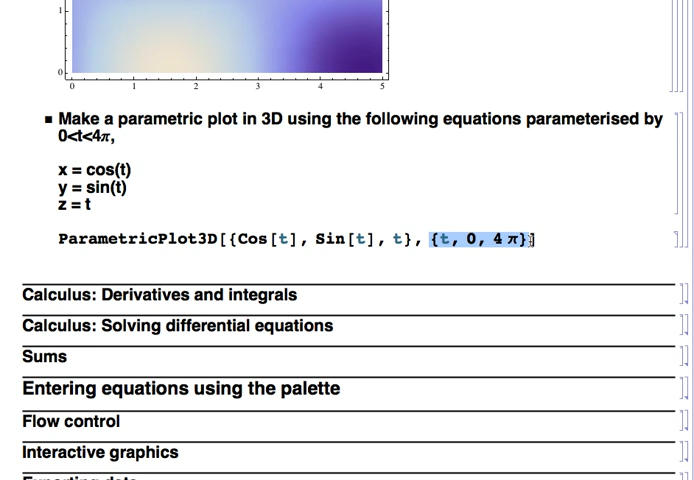 1
0
0 1 2 3 4 5
▪ Make a parametric plot in 3D using the following equations parameterised by
0<t<4π,
x = cos(t)
y = sin(t)
z = t
ParametricPlot3D[{Cos[t], Sin[t], t}, {t, 0, 4 π}]
Calculus: Derivatives and integrals
Calculus: Solving differential equations
Sums
Entering equations using the palette
Flow control
Interactive graphics
Exporting data